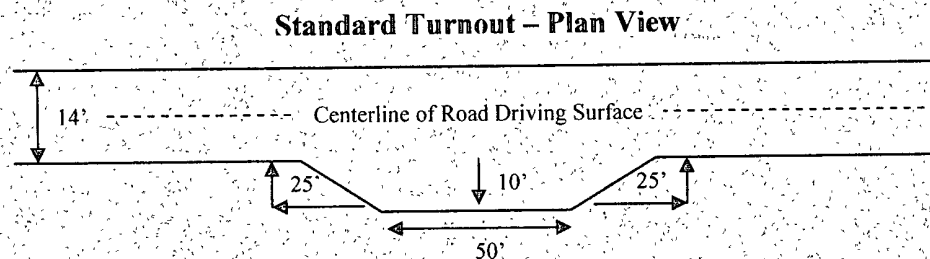 Standard Turnout – Plan View
14' Centerline of Road Driving Surface
25' 10' 25'
50'